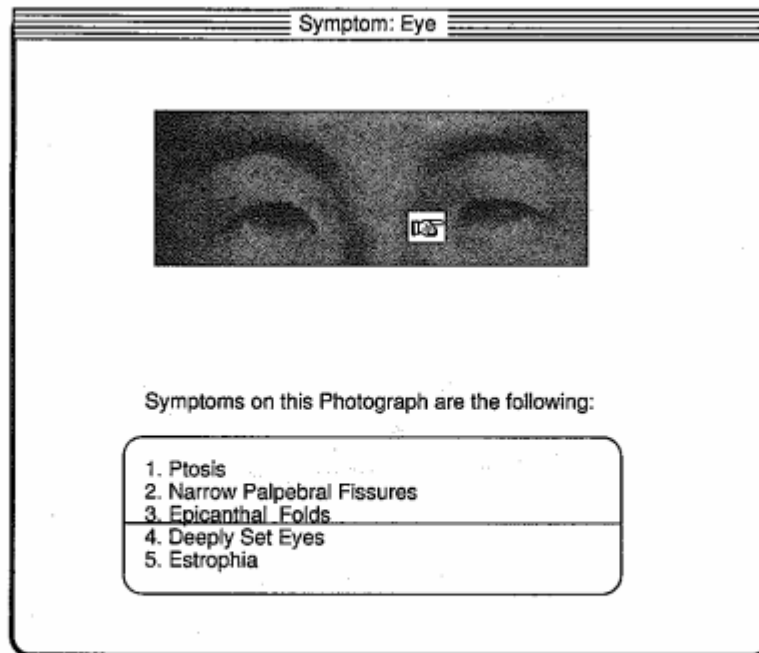 Symptom: Eye
Symptoms on this Photograph are the following:
1. Ptosis
2. Narrow Palpebral Fissures
3. Epicanthal Folds
4. Deeply Set Eyes
5. Estrophia